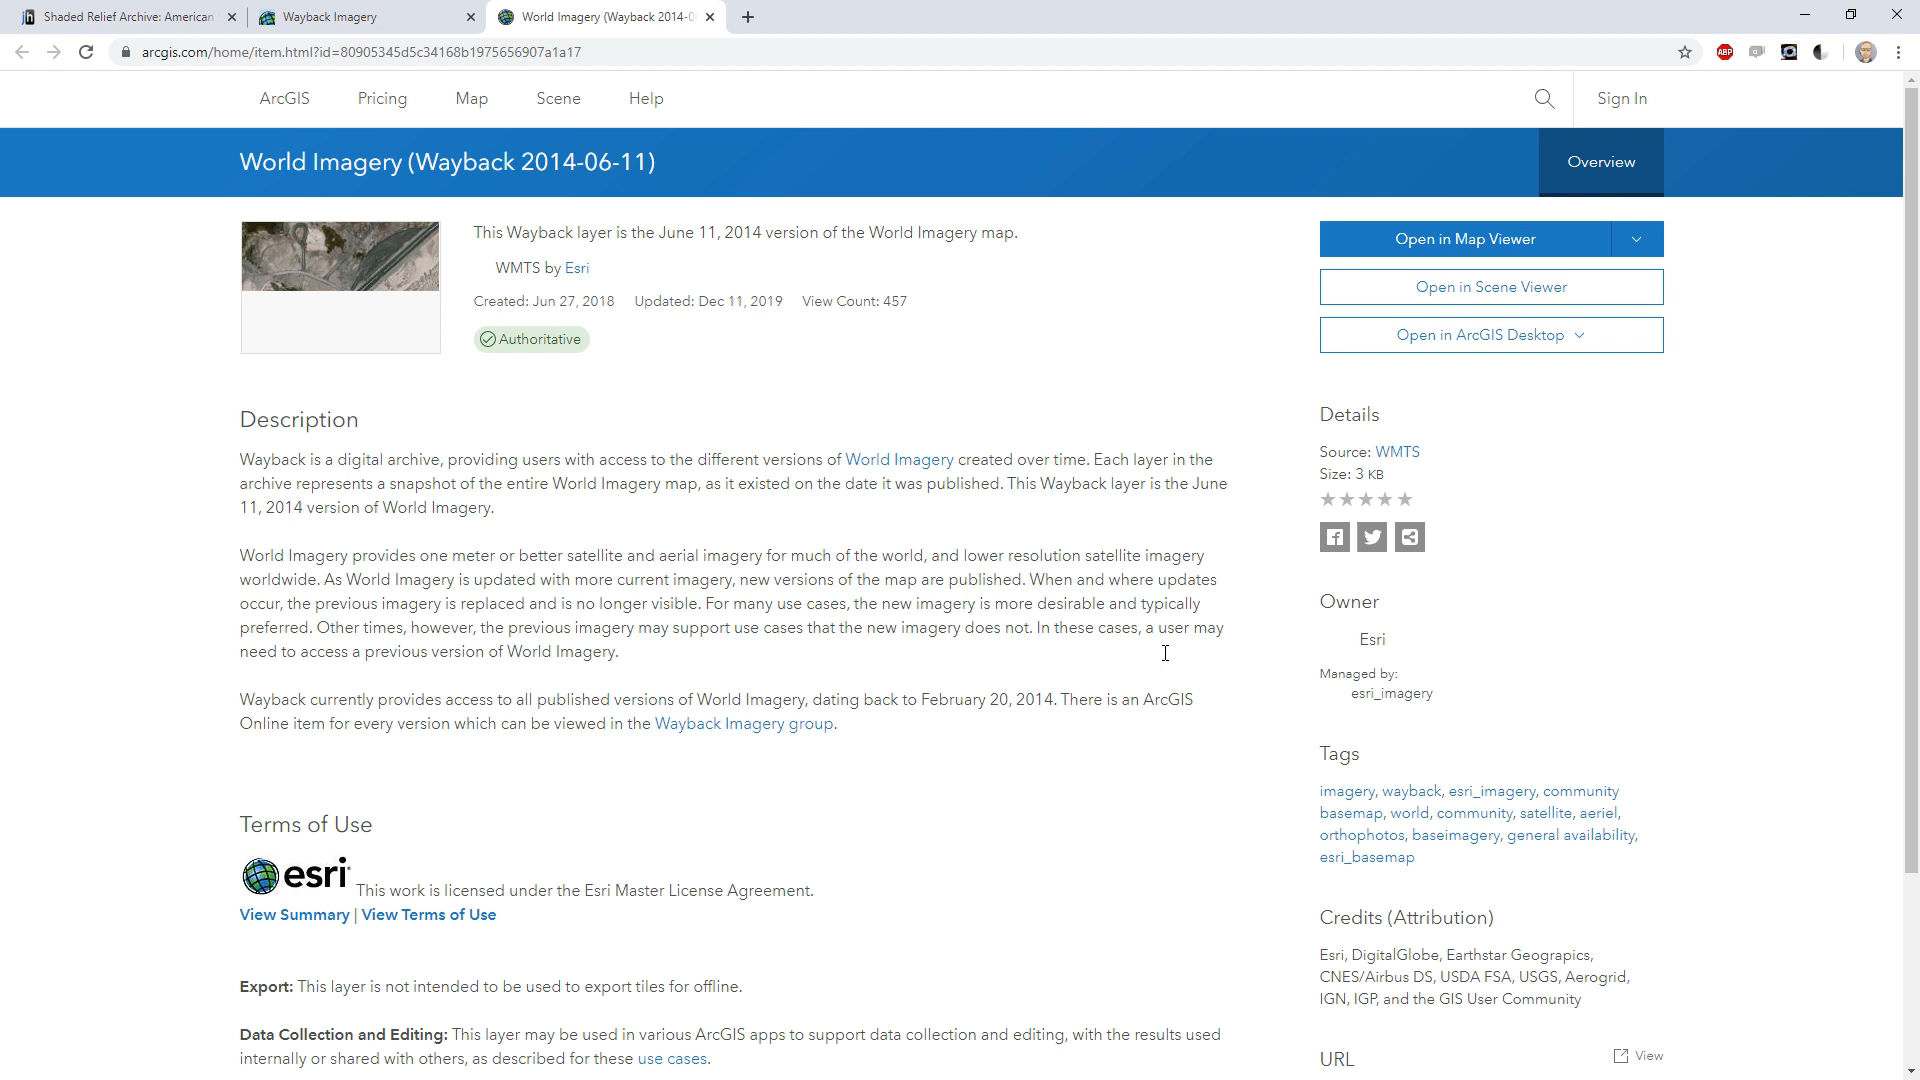 Shaded Relief Archive: American
Wayback Imagery
World Imagery (Wayback 2014-0
arcgis.com/home/item.html?id=80905345d5c34168b1975656907a1a17
ABP
ArcGIS Pricing Map Scene Help
Sign In
World Imagery (Wayback 2014-06-11)
Overview
This Wayback layer is the June 11, 2014 version of the World Imagery map.
WMTS by Esri
Created: Jun 27, 2018 Updated: Dec 11, 2019 View Count: 457
Authoritative
Open in Map Viewer
Open in Scene Viewer
Open in ArcGIS Desktop
Description
Wayback is a digital archive, providing users with access to the different versions of World Imagery created over time. Each layer in the
archive represents a snapshot of the entire World Imagery map, as it existed on the date it was published. This Wayback layer is the June
11, 2014 version of World Imagery.
World Imagery provides one meter or better satellite and aerial imagery for much of the world, and lower resolution satellite imagery
worldwide. As World Imagery is updated with more current imagery, new versions of the map are published. When and where updates
occur, the previous imagery is replaced and is no longer visible. For many use cases, the new imagery is more desirable and typically
preferred. Other times, however, the previous imagery may support use cases that the new imagery does not. In these cases, a user may
need to access a previous version of World Imagery.
Wayback currently provides access to all published versions of World Imagery, dating back to February 20, 2014. There is an ArcGIS
Online item for every version which can be viewed in the Wayback Imagery group.
Terms of Use
esri This work is licensed under the Esri Master License Agreement.
View Summary | View Terms of Use
Export: This layer is not intended to be used to export tiles for offline.
Data Collection and Editing: This layer may be used in various ArcGIS apps to support data collection and editing, with the results used
internally or shared with others, as described for these use cases.
Details
Source: WMTS
Size: 3 KB
Owner
Esri
Managed by:
esri_imagery
Tags
imagery, wayback, esri_imagery, community
basemap, world, community, satellite, aeriel,
orthophotos, baseimagery, general availability,
esri_basemap
Credits (Attribution)
Esri, DigitalGlobe, Earthstar Geograpics,
CNES/Airbus DS, USDA FSA, USGS, Aerogrid,
IGN, IGP, and the GIS User Community
URL
View